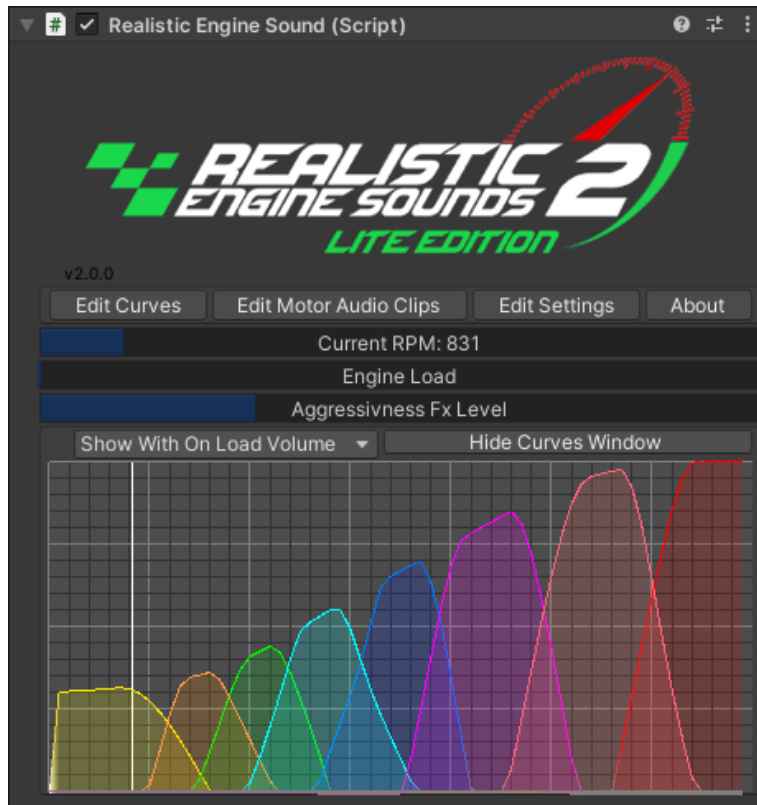 # Realistic Engine Sound (Script)
REALISTIC
ENGINE SOUNDS 2
LITE EDITION
v2.0.0
Edit Curves Edit Motor Audio Clips Edit Settings About
Current RPM: 831
Engine Load
Aggressivness Fx Level
Show With On Load Volume Hide Curves Window